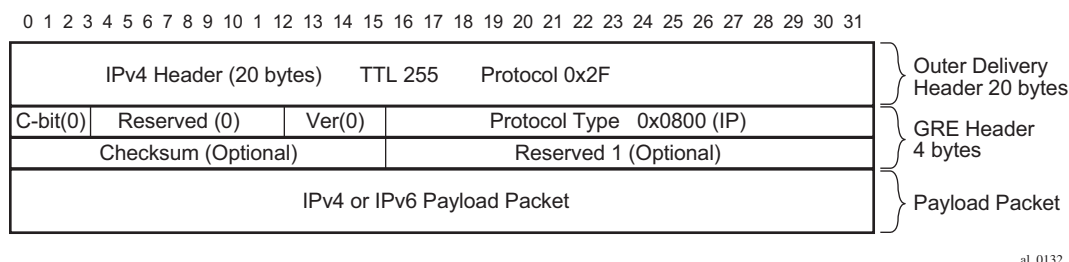 0 1 2 3 4 5 6 7 8 9 10 1 12 13 14 15 16 17 18 19 20 21 22 23 24 25 26 27 28 29 30 31
IPv4 Header (20 bytes) TTL 255 Protocol 0x2F
Outer Delivery
Header 20 bytes
C-bit(0) Reserved (0) Ver(0) Protocol Type 0x0800 (IP)
Checksum (Optional) Reserved 1 (Optional)
GRE Header
4 bytes
IPv4 or IPv6 Payload Packet
Payload Packet
al_0132